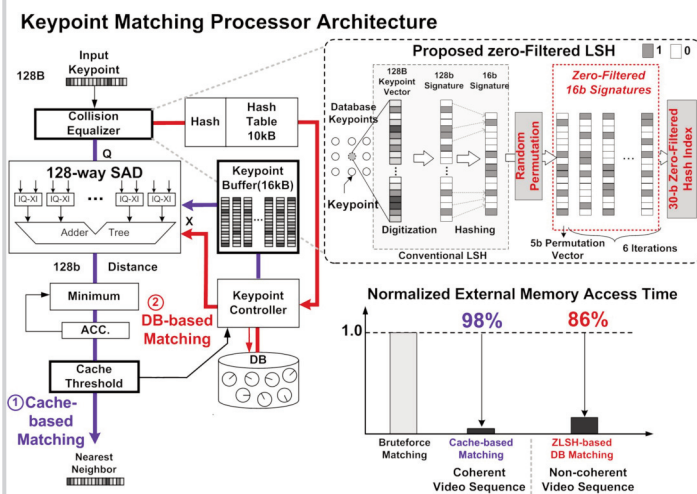 Keypoint Matching Processor Architecture
Input
Keypoint
128B
Collision
Equalizer
Hash
Hash
Table
10kB
Q
128-way SAD
IQ-XI
IQ-XI
•••
IQ-XI
IQ-XI
Adder
Tree
X
Keypoint
Buffer(16kB)
128b
Distance
Minimum
ACC.
② DB-based
Matching
Keypoint
Controller
DB
Cache
Threshold
① Cache-
based
Matching
Nearest
Neighbor
Proposed zero-Filtered LSH
1
0
128B
Keypoint
Vector
128b
Signature
16b
Signature
Database
Keypoints
Keypoint
Digitization
Hashing
Conventional LSH
Random
Permutation
Zero-Filtered
16b Signatures
30-b Zero-Filtered
Hash Index
5b Permutation
Vector
6 Iterations
Normalized External Memory Access Time
1.0
98%
86%
Bruteforce
Matching
Cache-based
Matching
ZLSH-based
DB Matching
Coherent
Video Sequence
Non-coherent
Video Sequence